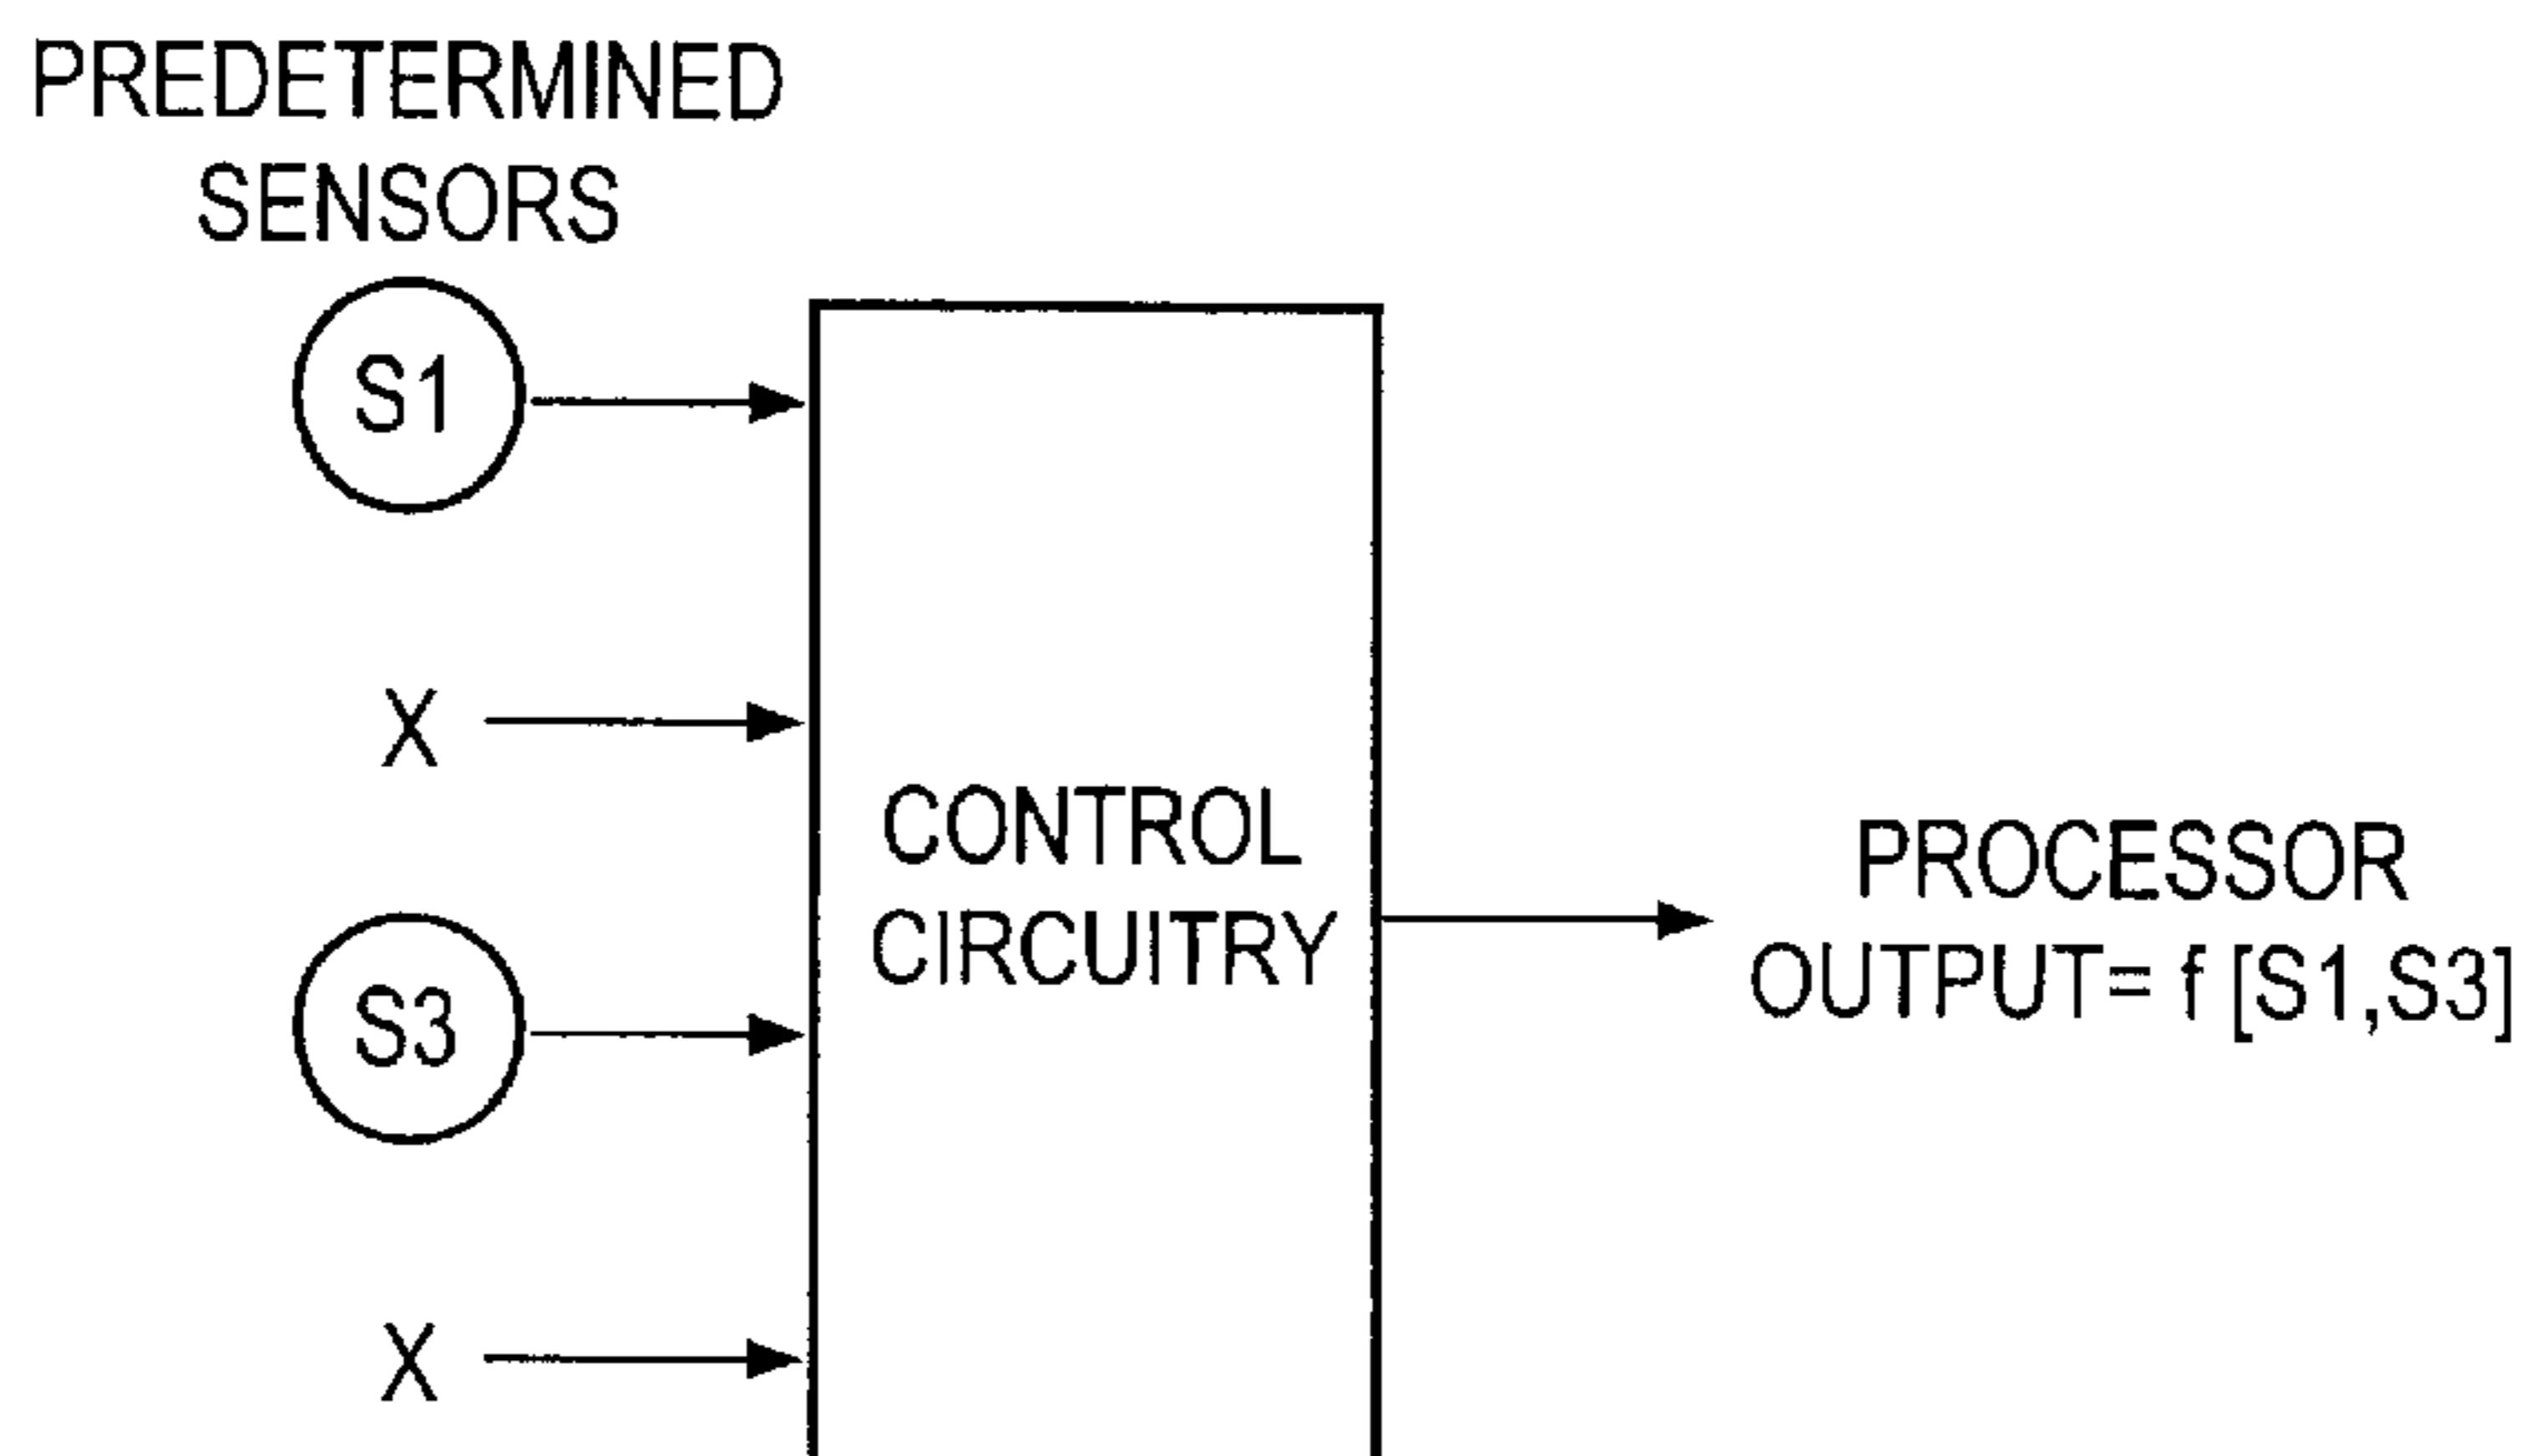 PREDETERMINED
SENSORS
S1
X
S3
X
CONTROL
CIRCUITRY
PROCESSOR
OUTPUT= f [S1,S3]